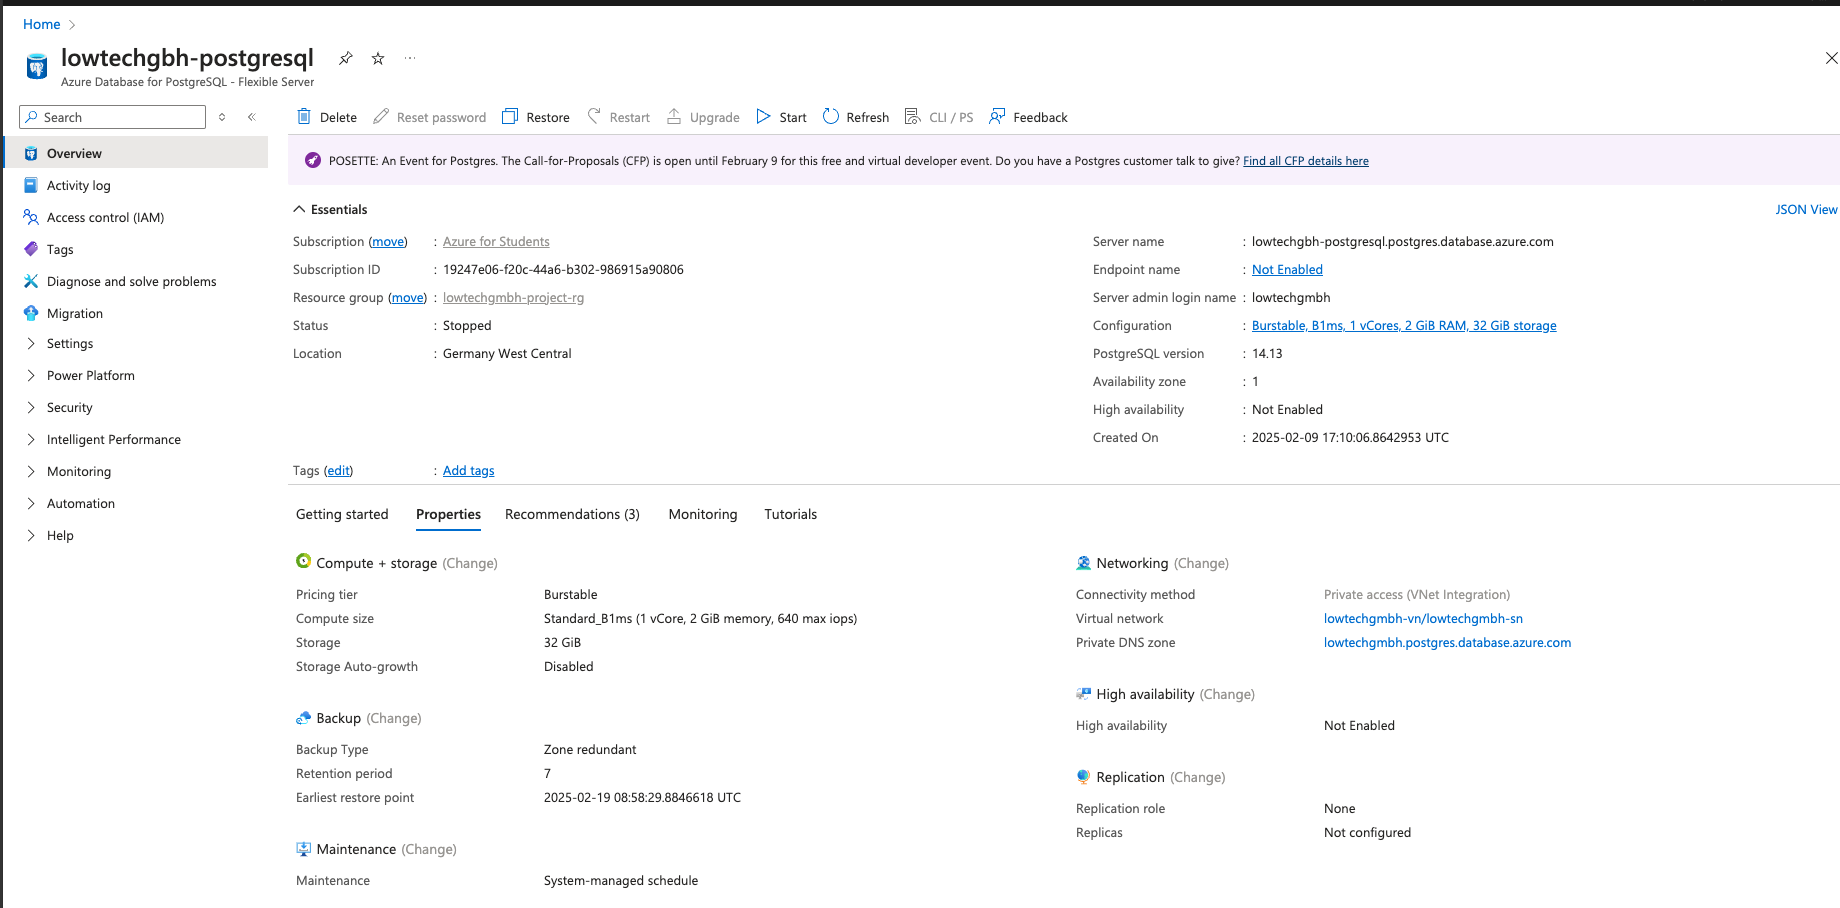 Home
lowtechgbh-postgresql
Azure Database for PostgreSQL - Flexible Server
Search
Overview
Activity log
Access control (IAM)
Tags
Diagnose and solve problems
Migration
Settings
Power Platform
Security
Intelligent Performance
Monitoring
Automation
Help
Delete Reset password Restore Restart Upgrade Start Refresh CLI / PS Feedback
POSETTE: An Event for Postgres. The Call-for-Proposals (CFP) is open until February 9 for this free and virtual developer event. Do you have a Postgres customer talk to give? Find all CFP details here
Essentials
JSON View
Subscription (move) : Azure for Students
Subscription ID : 19247e06-f20c-44a6-b302-986915a90806
Resource group (move) : lowtechgmbh-project-rg
Status : Stopped
Location : Germany West Central
Server name : lowtechgbh-postgresql.postgres.database.azure.com
Endpoint name : Not Enabled
Server admin login name : lowtechgmbh
Configuration : Burstable, B1ms, 1 vCores, 2 GiB RAM, 32 GiB storage
PostgreSQL version : 14.13
Availability zone : 1
High availability : Not Enabled
Created On : 2025-02-09 17:10:06.8642953 UTC
Tags (edit) : Add tags
Getting started Properties Recommendations (3) Monitoring Tutorials
Compute + storage (Change)
Pricing tier Burstable
Compute size Standard_B1ms (1 vCore, 2 GiB memory, 640 max iops)
Storage 32 GiB
Storage Auto-growth Disabled
Backup (Change)
Backup Type Zone redundant
Retention period 7
Earliest restore point 2025-02-19 08:58:29.8846618 UTC
Maintenance (Change)
Maintenance System-managed schedule
Networking (Change)
Connectivity method Private access (VNet Integration)
Virtual network lowtechgmbh-vn/lowtechgmbh-sn
Private DNS zone lowtechgmbh.postgres.database.azure.com
High availability (Change)
High availability Not Enabled
Replication (Change)
Replication role None
Replicas Not configured